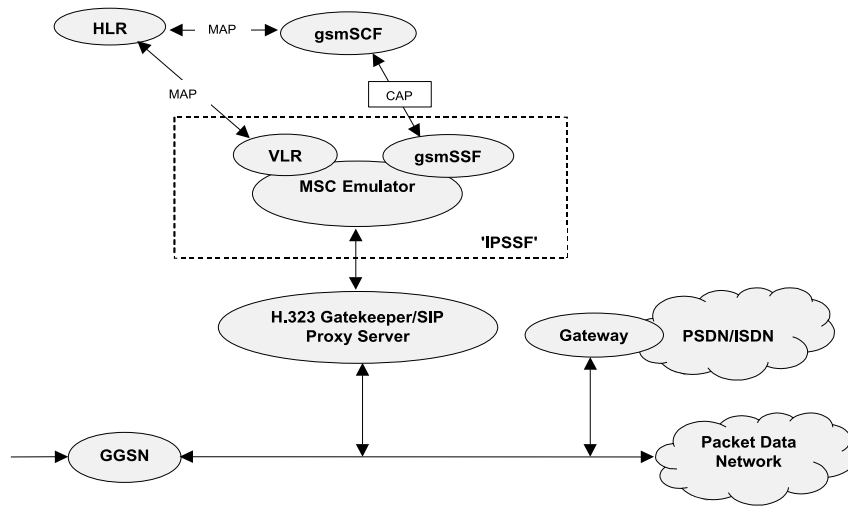 HLR
MAP
gsmSCF
MAP
CAP
VLR
gsmSSF
MSC Emulator
'IPSSF'
H.323 Gatekeeper/SIP
Proxy Server
Gateway
PSDN/ISDN
GGSN
Packet Data
Network